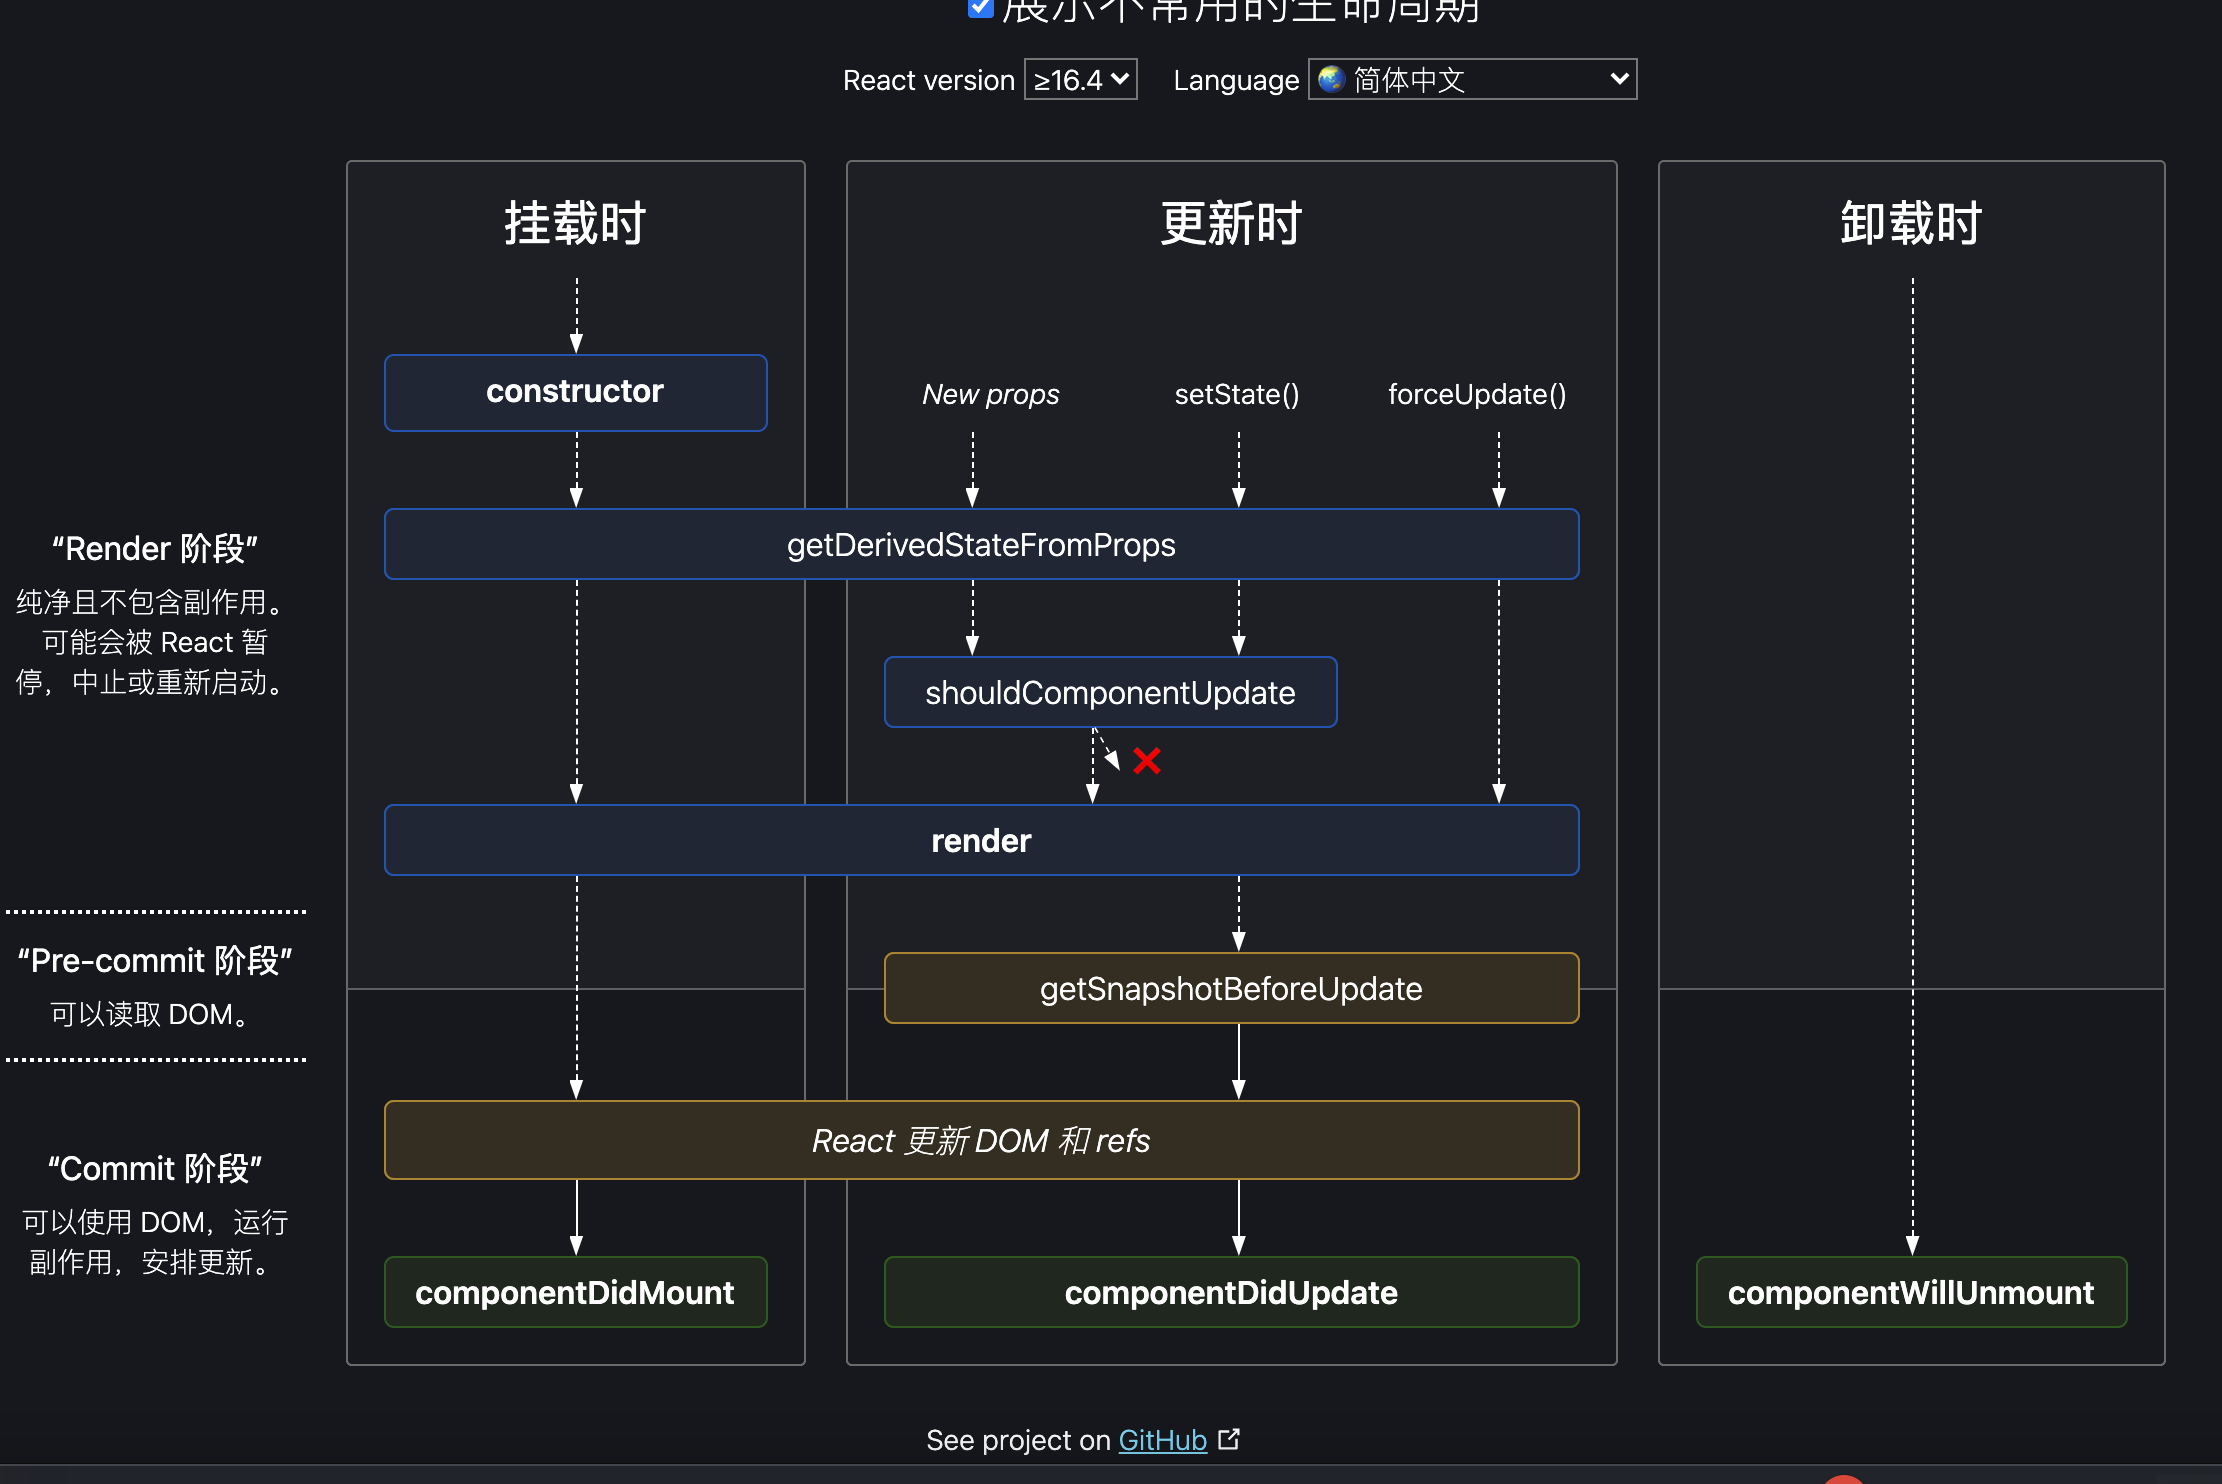 展示不常用的生命周期
React version ≥16.4 Language 简体中文
挂载时
更新时
卸载时
constructor
New props
setState()
forceUpdate()
getDerivedStateFromProps
“Render 阶段”
纯净且不包含副作用。
可能会被 React 暂
停，中止或重新启动。
shouldComponentUpdate
render
“Pre-commit 阶段”
可以读取 DOM。
getSnapshotBeforeUpdate
React 更新 DOM 和 refs
“Commit 阶段”
可以使用 DOM，运行
副作用，安排更新。
componentDidMount
componentDidUpdate
componentWillUnmount
See project on GitHub